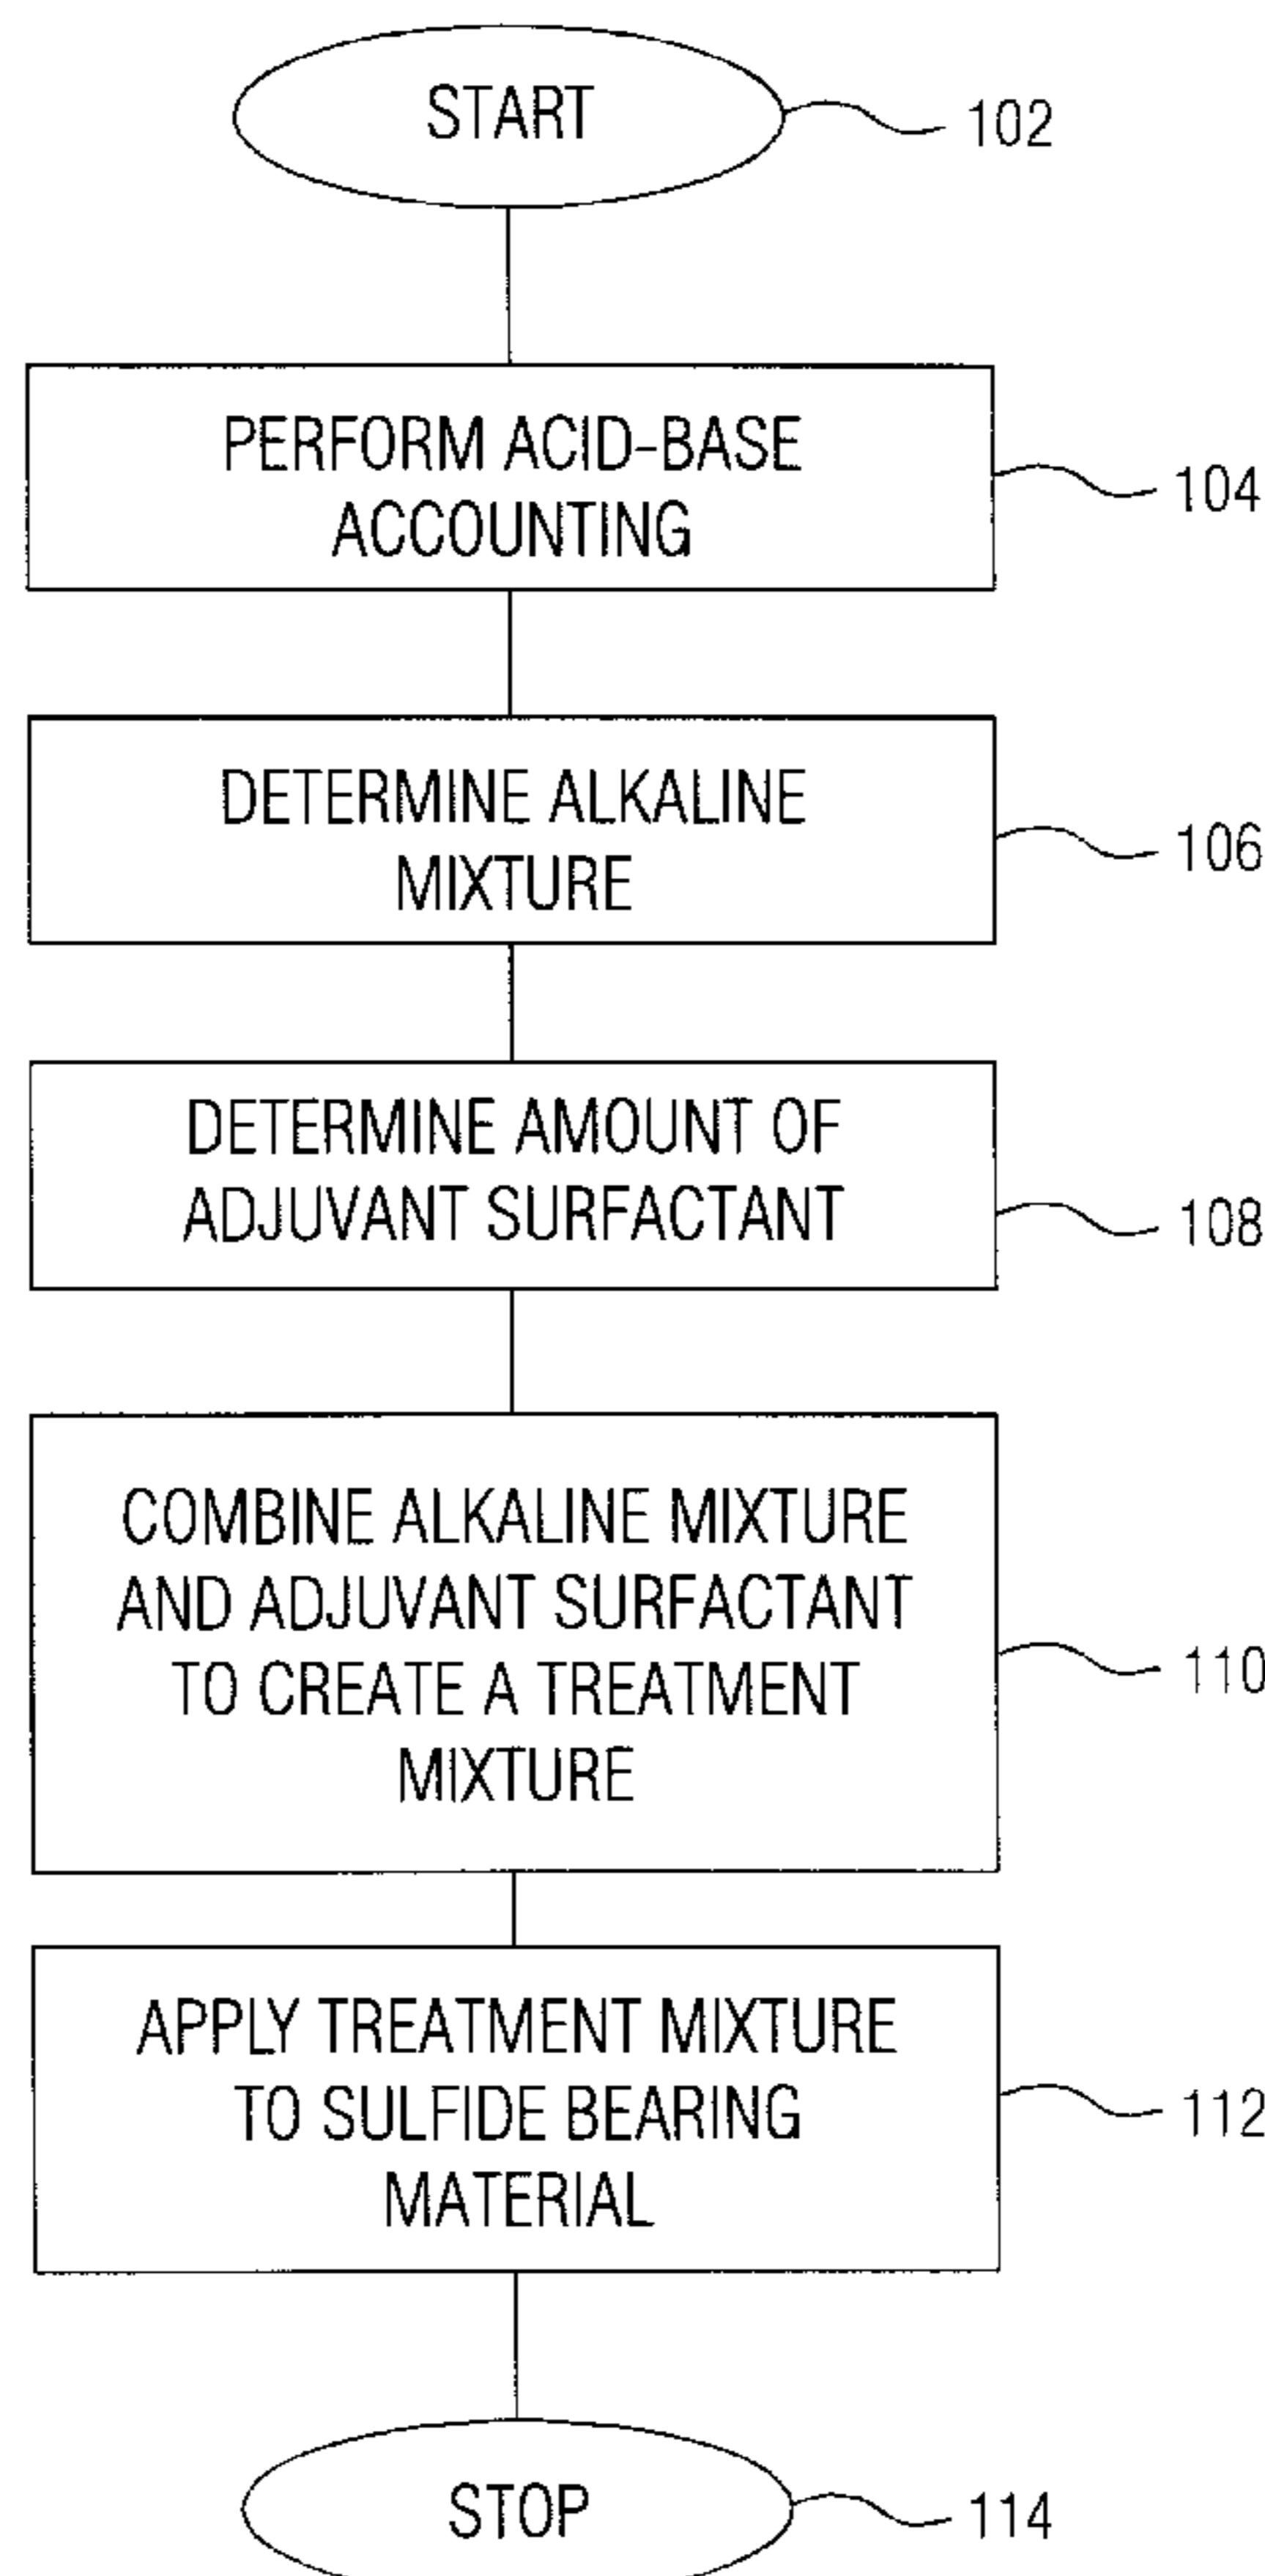 START
102
PERFORM ACID-BASE
ACCOUNTING
104
DETERMINE ALKALINE
MIXTURE
106
DETERMINE AMOUNT OF
ADJUVANT SURFACTANT
108
COMBINE ALKALINE MIXTURE
AND ADJUVANT SURFACTANT
TO CREATE A TREATMENT
MIXTURE
110
APPLY TREATMENT MIXTURE
TO SULFIDE BEARING
MATERIAL
112
STOP
114